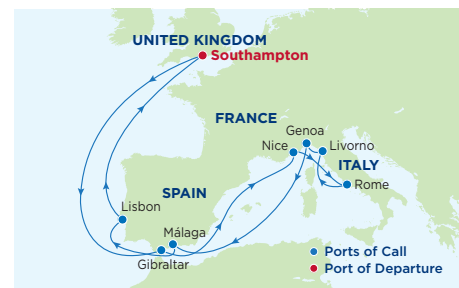 UNITED KINGDOM
Southampton
FRANCE
Genoa
Nice
Livorno
ITALY
Rome
SPAIN
Lisbon
Málaga
Gibraltar
Ports of Call
Port of Departure